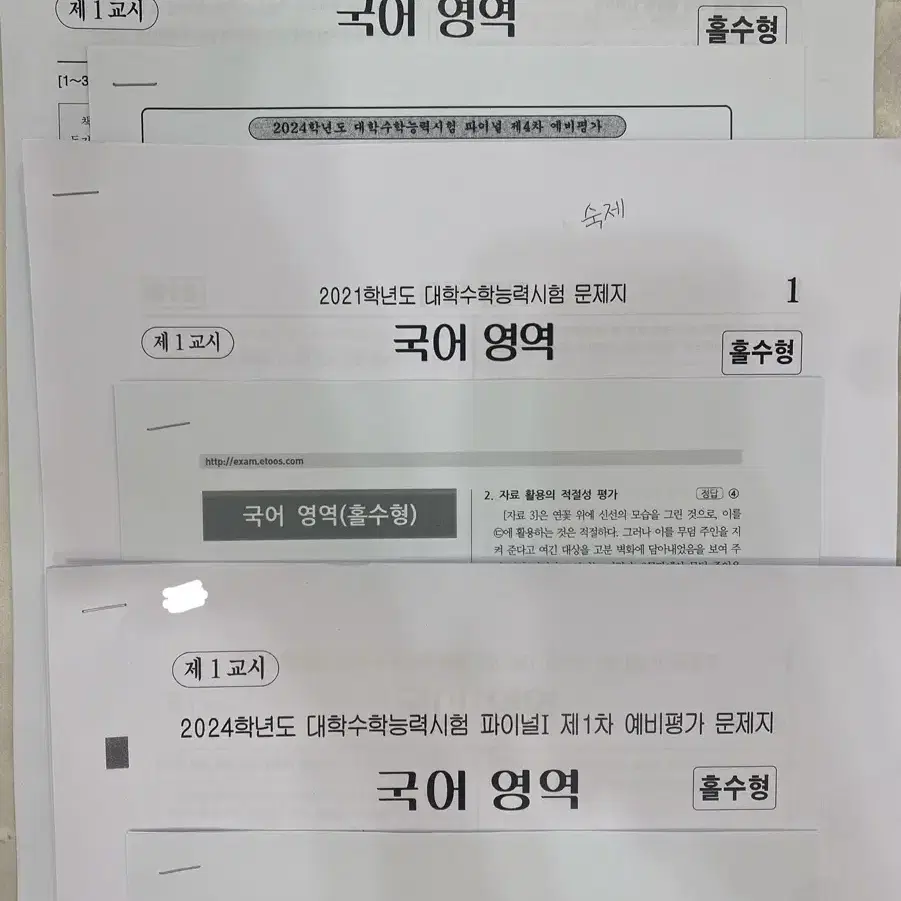 제 1 교시
국어 영역
홀수형
[1~3
2024학년도 대학수학능력시험 파이널 제4차 예비평가
숙제
2021학년도 대학수학능력시험 문제지
1
제 1 교시
국어 영역
홀수형
http://exam.etoos.com
국어 영역(홀수형)
2. 자료 활용의 적절성 평가
정답 ④
[자료 3]은 연꽃 위에 신선의 모습을 그린 것으로, 이를
㉢에 활용하는 것은 적절하다. 그러나 이를 무덤 주인을 지
켜 준다고 여긴 대상을 고분 벽화에 담아내었음을 보여 주
제 1 교시
2024학년도 대학수학능력시험 파이널Ⅰ 제1차 예비평가 문제지
국어 영역
홀수형